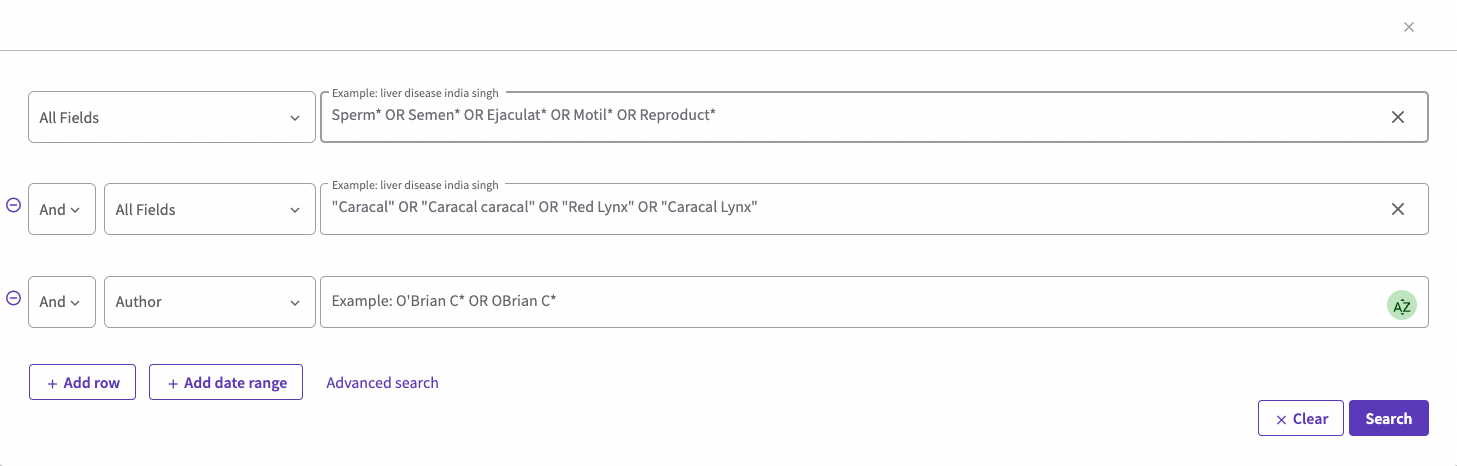 Example: liver disease india singh
All Fields
Sperm* OR Semen* OR Ejaculat* OR Motil* OR Reproduct*
Example: liver disease india singh
And
All Fields
"Caracal" OR "Caracal caracal" OR "Red Lynx" OR "Caracal Lynx"
And
Author
Example: O'Brian C* OR OBrian C*
AZ
+ Add row
+ Add date range
Advanced search
× Clear
Search